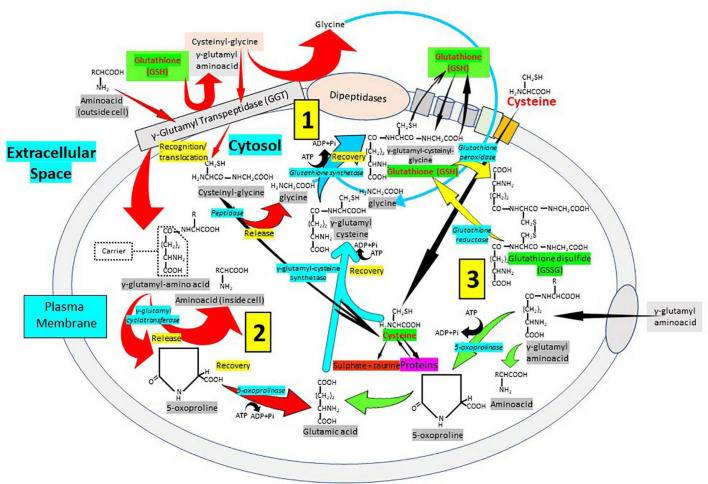 Glycine
Cysteinyl-glycine
γ-glutamyl
aminoacid
Glutathione
(GSH)
Glutathione
(GSH)
RCHCOOH
NH₂
Aminoacid
(outside cell)
γ-Glutamyl Transpeptidase (GGT)
Dipeptidases
CH₂SH
H₂NCHCOOH
Cysteine
Extracellular
Space
Cytosol
Recognition/
translocation
1
ADP+Pi
ATP
Recovery
Glutathione synthetase
CH₂SH
CO NHCHCO NHCH₂COOH
(CH₂)₂
CHNH₂
COOH
γ-glutamyl-cysteinyl-
glycine
Glutathione (GSH)
Glutathione
peroxidase
CH₂SH
H₂NCHCO NHCH₂COOH
Cysteinyl-glycine
Peptidase
Release
H₂NCH₂COOH
glycine
H₂NCH₂COOH
glycine
CH₂SH
CO NHCHCOOH
(CH₂)₂
CHNH₂
COOH
γ-glutamyl
cysteine
ADP+Pi
ATP
Recovery
γ-glutamyl-cysteine
synthetase
COOH
CHNH₂
(CH₂)₂
CO NHCHCO NHCH₂COOH
CH₂S
CH₂S
CO NHCHCO NHCH₂COOH
(CH₂)₂
CHNH₂
COOH
Glutathione
reductase
Glutathione disulfide
(GSSG)
3
R
CO NHCHCOOH
(CH₂)₂
CHNH₂
COOH
Carrier
γ-glutamyl-amino acid
RCHCOOH
NH₂
Aminoacid (inside cell)
γ-glutamyl
cyclotransferase
Release
2
Plasma
Membrane
CH₂SH
H₂NCHCOOH
Cysteine
Sulphate + taurine
Proteins
ATP
ADP+Pi
5-oxoprolinase
R
CO NHCHCOOH
(CH₂)₂
CHNH₂
COOH
γ-glutamyl
aminoacid
γ-glutamyl
aminoacid
RCHCOOH
NH₂
Aminoacid
O
N
H
COOH
5-oxoproline
Recovery
5-oxoprolinase
ATP
ADP+Pi
COOH
(CH₂)₂
CHNH₂
COOH
Glutamic acid
O
N
H
COOH
5-oxoproline